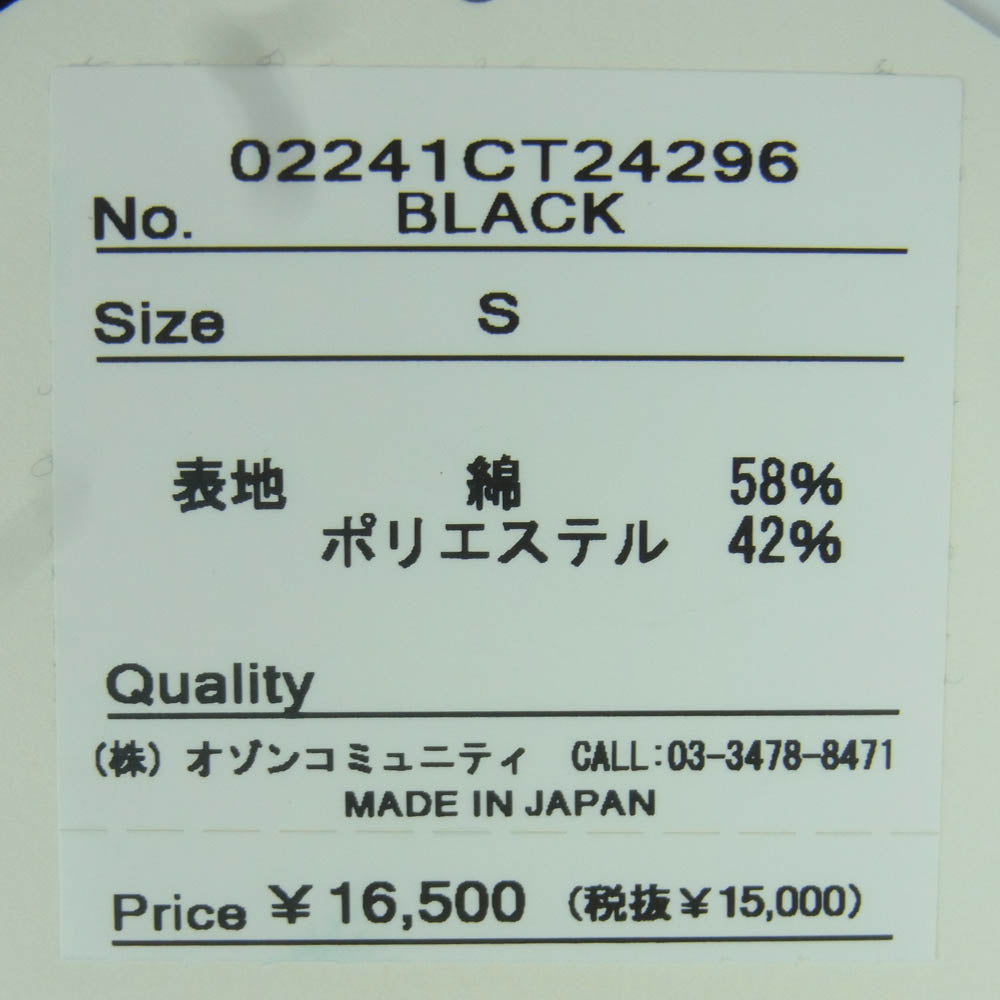 02241CT24296
No. BLACK
Size S
表地 綿 58%
ポリエステル 42%
Quality
(株) オゾンコミュニティ CALL:03-3478-8471
MADE IN JAPAN
Price ¥16,500 (税抜¥15,000)